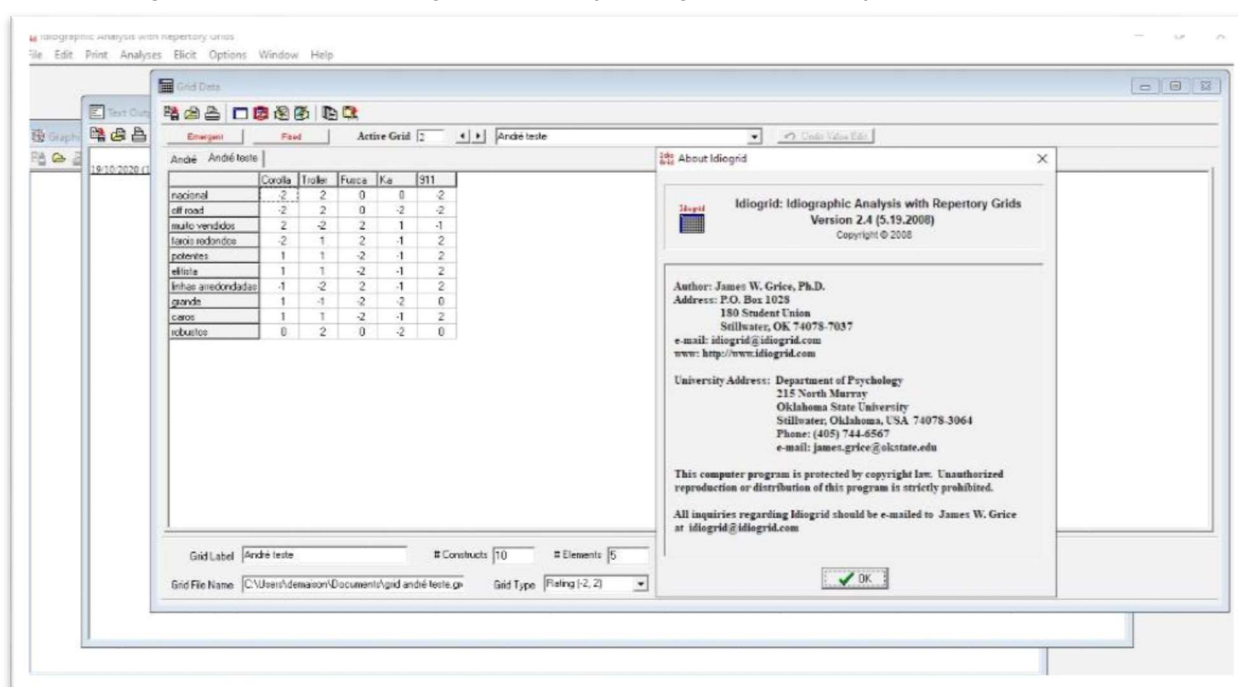 Idiographic Analysis with Repertory Grids
File Edit Print Analyses Elicit Options Window Help
Grid Data
Text Outp
Graphi
Emergent Fixed Active Grid 2 André teste Undo Value Edit
19:10:2020 (1
André André teste
Corolla Troller Fusca Ka 911
nacional -2 2 0 0 -2
off road -2 2 0 -2 -2
muito vendidos 2 -2 2 1 -1
farois redondos -2 1 2 -1 2
potentes 1 1 -2 -1 2
elitista 1 1 -2 -1 2
linhas arredondadas -1 -2 2 -1 2
grande 1 -1 -2 -2 0
caros 1 1 -2 -1 2
robustos 0 2 0 -2 0
Grid Label André teste # Constructs 10 # Elements 5
Grid File Name C:\Users\demaison\Documents\grid andré teste.gr Grid Type Rating [-2, 2]
About Idiogrid
Idiogrid
Idiogrid: Idiographic Analysis with Repertory Grids
Version 2.4 (5.19.2008)
Copyright © 2008
Author: James W. Grice, Ph.D.
Address: P.O. Box 1028
180 Student Union
Stillwater, OK 74078-7037
e-mail: idiogrid@idiogrid.com
www: http://www.idiogrid.com
University Address: Department of Psychology
215 North Murray
Oklahoma State University
Stillwater, Oklahoma, USA 74078-3064
Phone: (405) 744-6567
e-mail: james.grice@okstate.edu
This computer program is protected by copyright law. Unauthorized
reproduction or distribution of this program is strictly prohibited.
All inquiries regarding Idiogrid should be e-mailed to James W. Grice
at idiogrid@idiogrid.com
OK